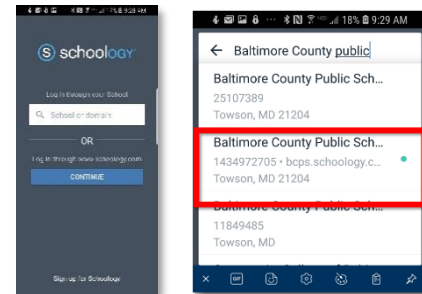 schoology
Log in through your School
School or domain
OR
Log in through www.schoology.com
CONTINUE
Sign up for Schoology
18% 9:29 AM
← Baltimore County public
Baltimore County Public Sch...
25107389
Towson, MD 21204
Baltimore County Public Sch...
1434972705 • bcps.schoology.c...
Towson, MD 21204
Baltimore County Public Sch...
11849485
Towson, MD
GIF